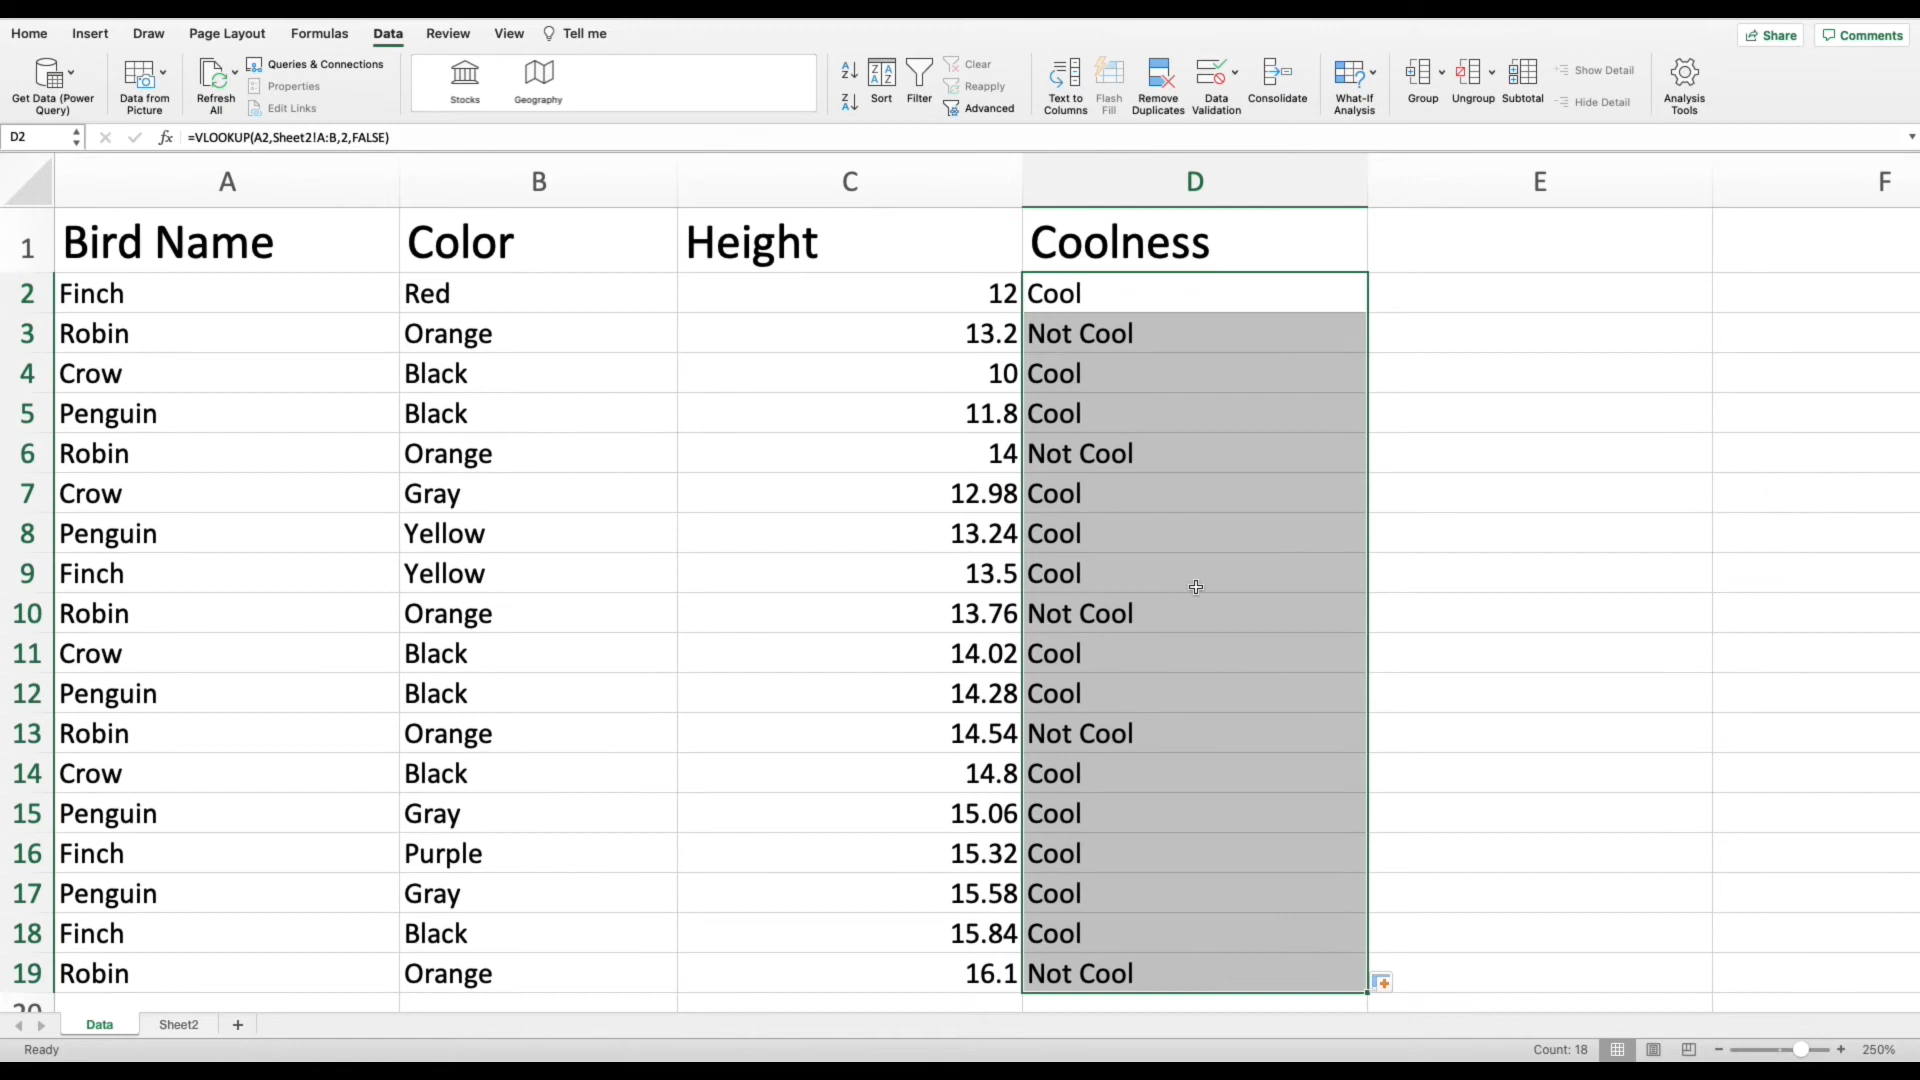 Home Insert Draw Page Layout Formulas Data Review View Tell me Share Comments
Get Data (Power Query)
Data from Picture
Refresh All
Queries & Connections
Properties
Edit Links
Stocks
Geography
Sort
Filter
Clear
Reapply
Advanced
Text to Columns
Flash Fill
Remove Duplicates
Data Validation
Consolidate
What-If Analysis
Group
Ungroup
Subtotal
Show Detail
Hide Detail
Analysis Tools
D2 fx =VLOOKUP(A2,Sheet2!A:B,2,FALSE)
A B C D E F
1 Bird Name Color Height Coolness
2 Finch Red 12 Cool
3 Robin Orange 13.2 Not Cool
4 Crow Black 10 Cool
5 Penguin Black 11.8 Cool
6 Robin Orange 14 Not Cool
7 Crow Gray 12.98 Cool
8 Penguin Yellow 13.24 Cool
9 Finch Yellow 13.5 Cool
10 Robin Orange 13.76 Not Cool
11 Crow Black 14.02 Cool
12 Penguin Black 14.28 Cool
13 Robin Orange 14.54 Not Cool
14 Crow Black 14.8 Cool
15 Penguin Gray 15.06 Cool
16 Finch Purple 15.32 Cool
17 Penguin Gray 15.58 Cool
18 Finch Black 15.84 Cool
19 Robin Orange 16.1 Not Cool
20
Data Sheet2 +
Ready Count: 18 − + 250%